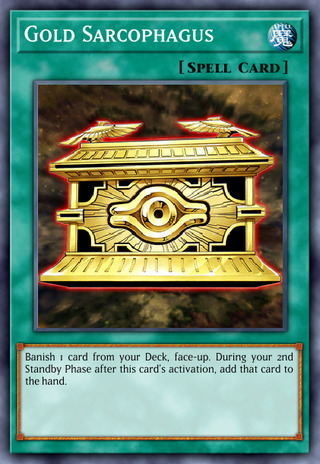 Gold Sarcophagus
魔
[Spell Card]
Banish 1 card from your Deck, face-up. During your 2nd
Standby Phase after this card's activation, add that card to
the hand.